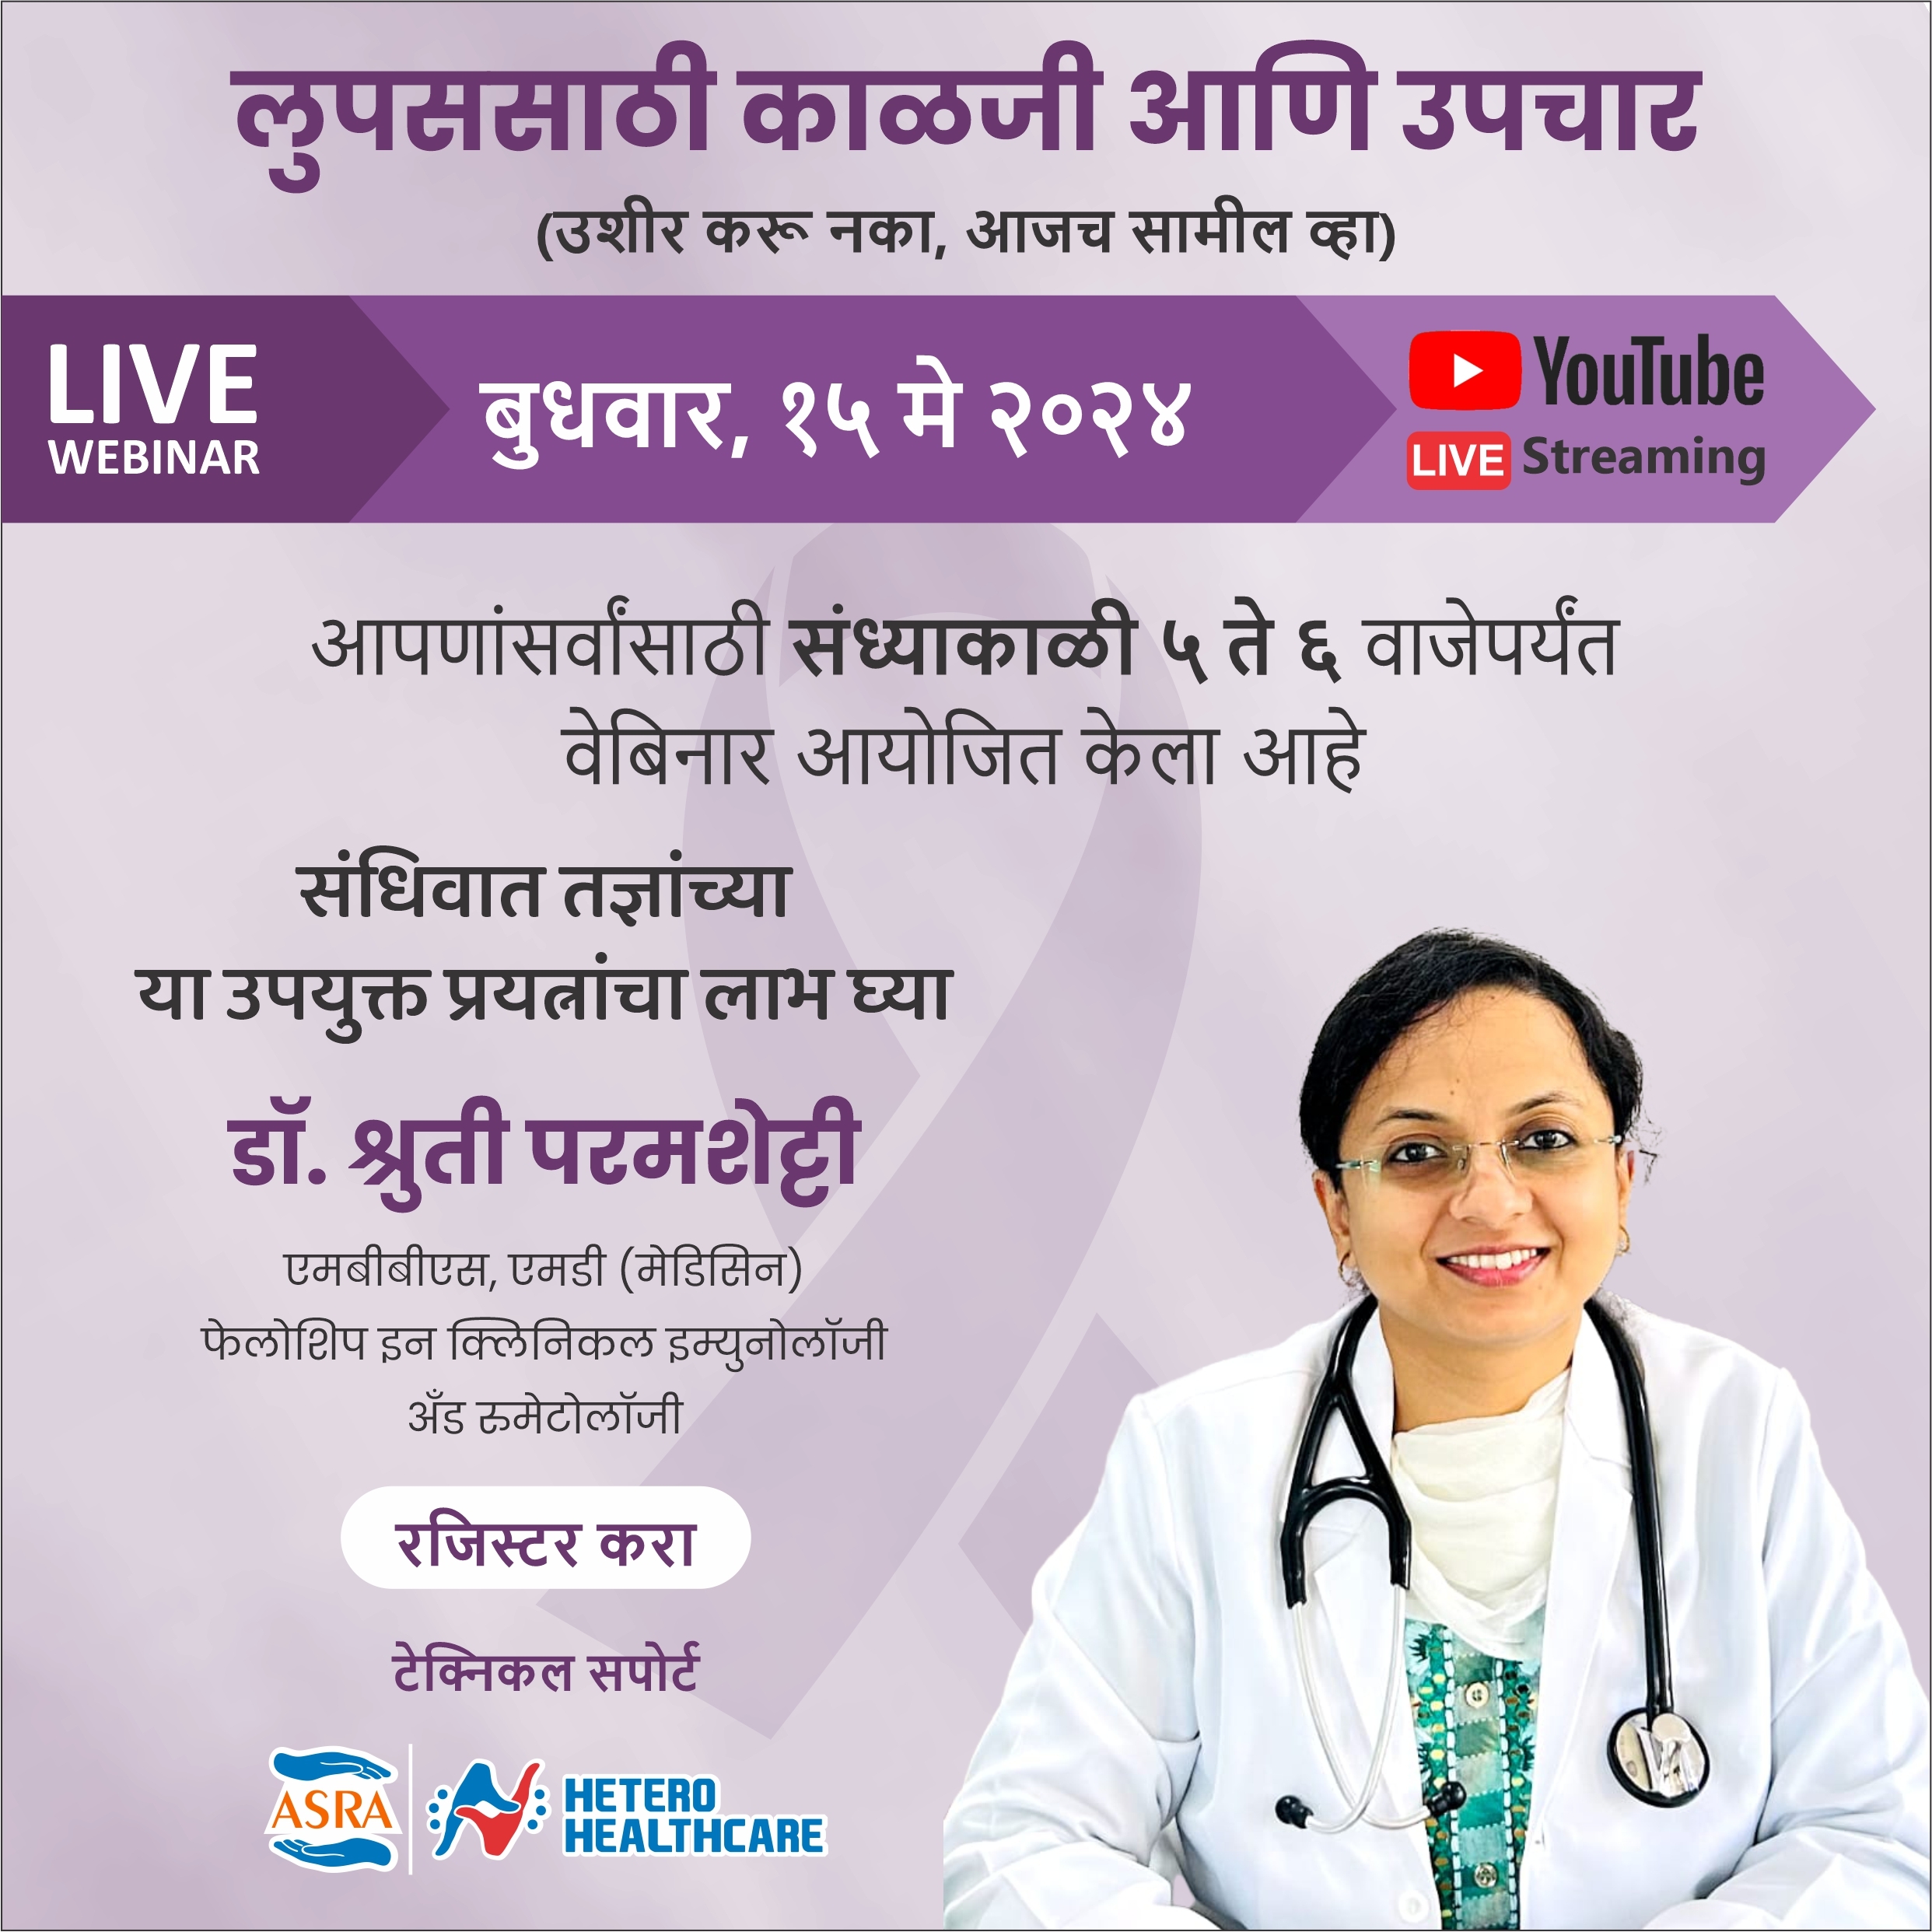 लुपससाठी काळजी आणि उपचार
(उशीर करू नका, आजच सामील व्हा)
LIVE
WEBINAR
बुधवार, १५ मे २०२४
YouTube
LIVE Streaming
आपणांसर्वांसाठी संध्याकाळी ५ ते ६ वाजेपर्यंत
वेबिनार आयोजित केला आहे
संधिवात तज्ञांच्या
या उपयुक्त प्रयत्नांचा लाभ घ्या
डॉ. श्रुती परमशेट्टी
एमबीबीएस, एमडी (मेडिसिन)
फेलोशिप इन क्लिनिकल इम्युनोलॉजी
अँड रुमेटोलॉजी
रजिस्टर करा
टेक्निकल सपोर्ट
ASRA
HETERO
HEALTHCARE